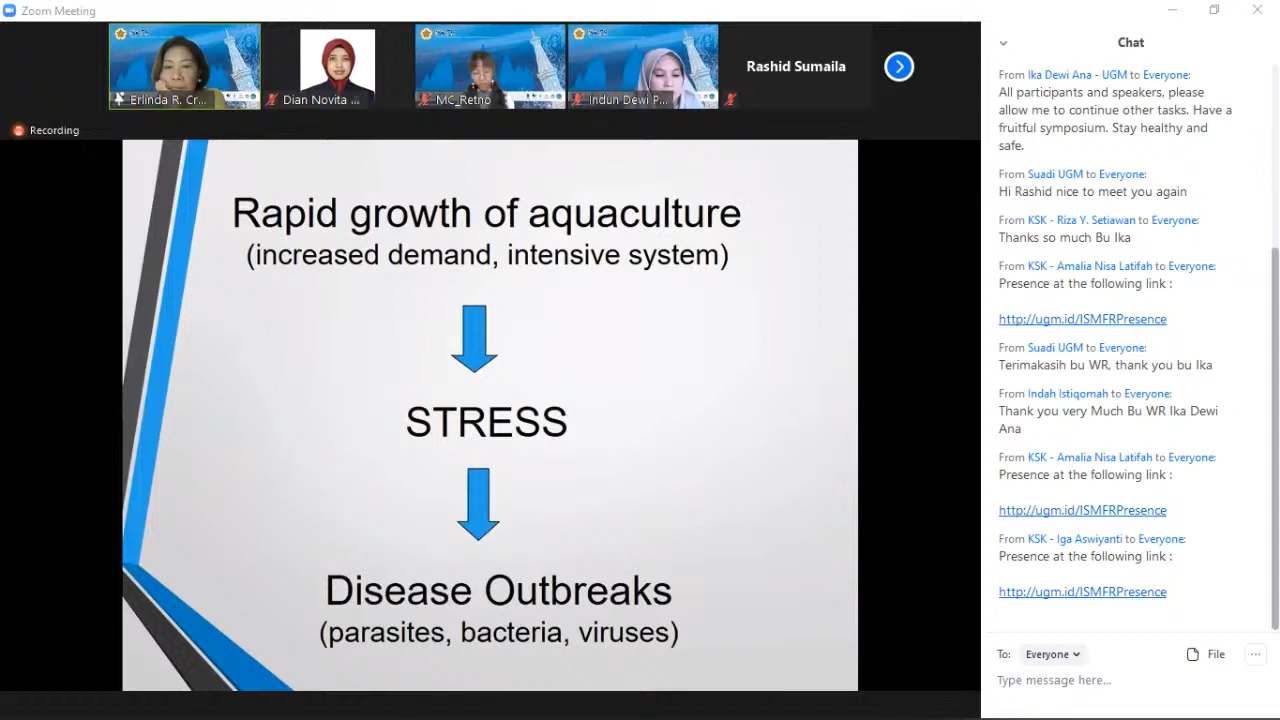 Zoom Meeting
Erlinda R. Cr...
Dian Novita ...
MC_Retno
Indun Dewi P...
Rashid Sumaila
Recording
Rapid growth of aquaculture
(increased demand, intensive system)
STRESS
Disease Outbreaks
(parasites, bacteria, viruses)
Chat
From Ika Dewi Ana - UGM to Everyone:
All participants and speakers, please
allow me to continue other tasks. Have a
fruitful symposium. Stay healthy and
safe.
From Suadi UGM to Everyone:
Hi Rashid nice to meet you again
From KSK - Riza Y. Setiawan to Everyone:
Thanks so much Bu Ika
From KSK - Amalia Nisa Latifah to Everyone:
Presence at the following link :
http://ugm.id/ISMFRPresence
From Suadi UGM to Everyone:
Terimakasih bu WR, thank you bu Ika
From Indah Istiqomah to Everyone:
Thank you very Much Bu WR Ika Dewi
Ana
From KSK - Amalia Nisa Latifah to Everyone:
Presence at the following link :
http://ugm.id/ISMFRPresence
From KSK - Iga Aswiyanti to Everyone:
Presence at the following link :
http://ugm.id/ISMFRPresence
To: Everyone File ...
Type message here...